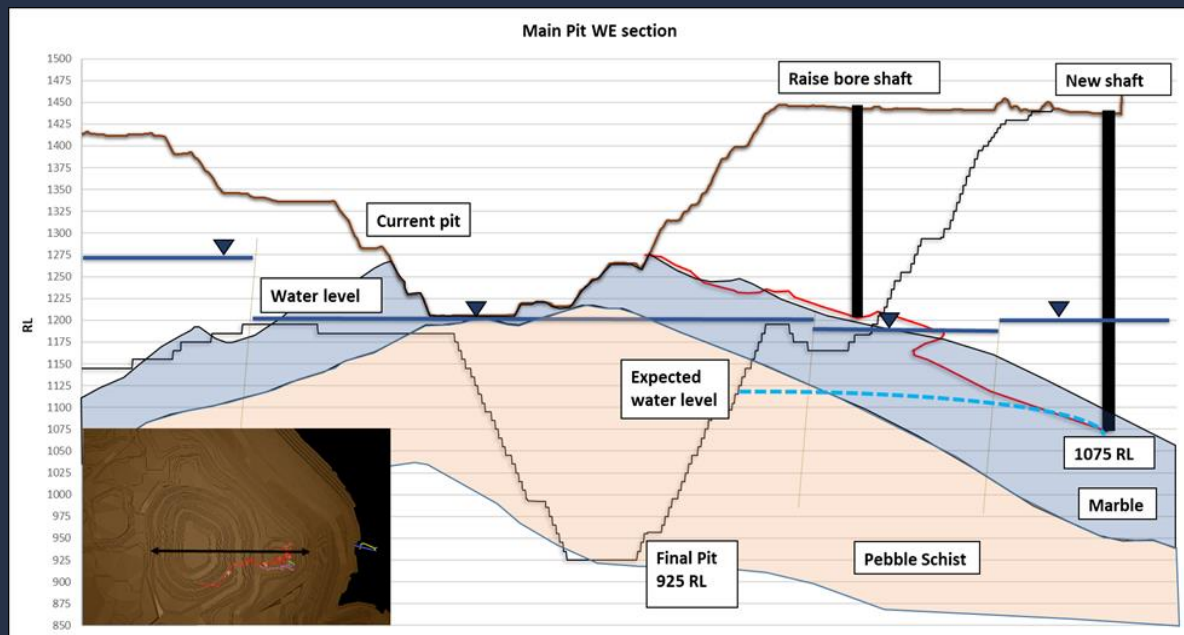 Main Pit WE section
1500
1475
1450
1425
1400
1375
1350
1325
1300
1275
1250
1225
1200
1175
1150
1125
1100
1075
1050
1025
1000
975
950
925
900
875
850
RL
Raise bore shaft
New shaft
Current pit
Water level
Expected
water level
1075 RL
Marble
Final Pit
925 RL
Pebble Schist